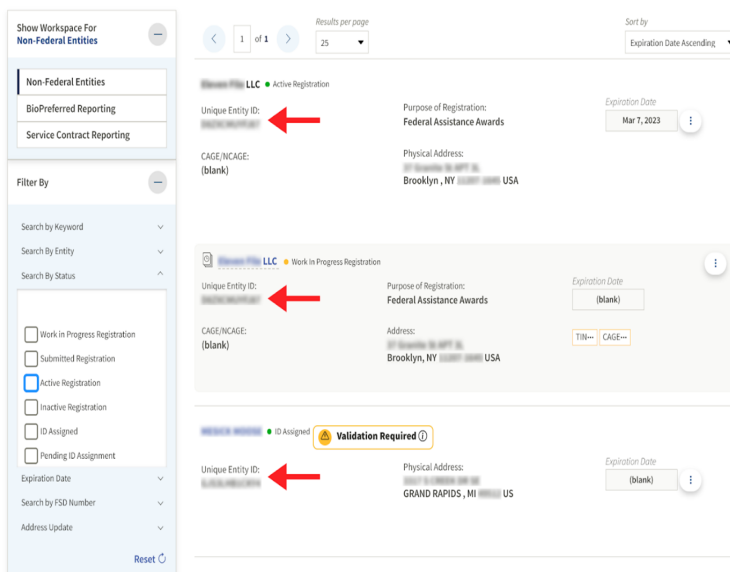 Show Workspace For
Non-Federal Entities
Non-Federal Entities
BioPreferred Reporting
Service Contract Reporting
Filter By
Search by Keyword
Search By Entity
Search By Status
Work in Progress Registration
Submitted Registration
Active Registration
Inactive Registration
ID Assigned
Pending ID Assignment
Expiration Date
Search by FSD Number
Address Update
Reset
Results per page
1 of 1
25
Sort by
Expiration Date Ascending
LLC Active Registration
Unique Entity ID:
CAGE/NCAGE:
(blank)
Purpose of Registration:
Federal Assistance Awards
Physical Address:
Brooklyn , NY USA
Expiration Date
Mar 7, 2023
LLC Work In Progress Registration
Unique Entity ID:
CAGE/NCAGE:
(blank)
Purpose of Registration:
Federal Assistance Awards
Address:
Brooklyn, NY USA
Expiration Date
(blank)
TIN--- CAGE---
ID Assigned Validation Required
Unique Entity ID:
Physical Address:
GRAND RAPIDS , MI US
Expiration Date
(blank)